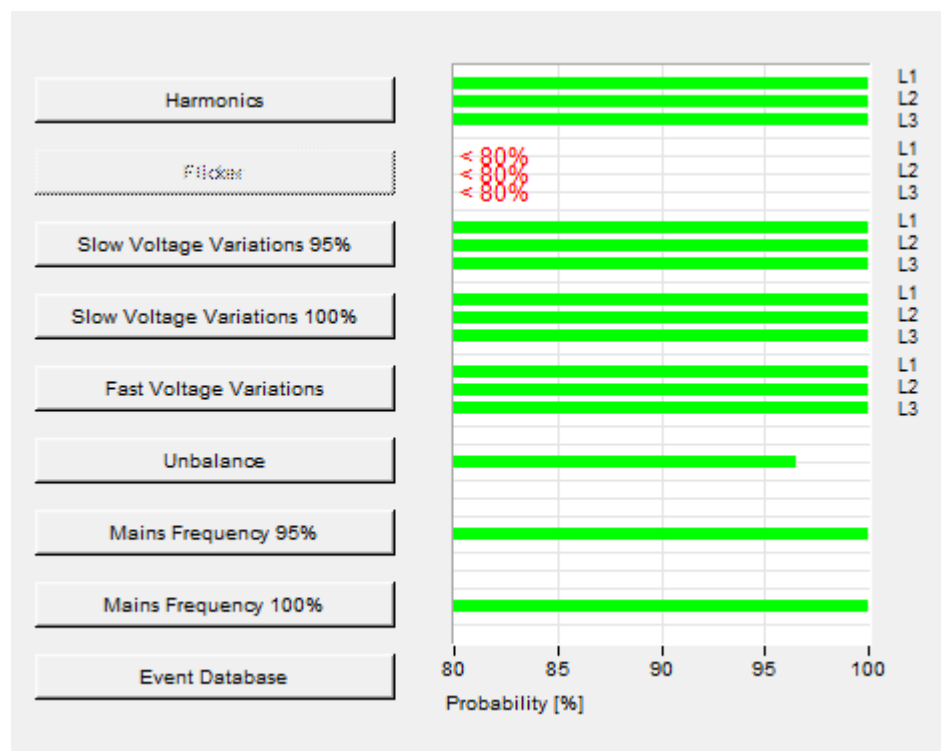 Harmonics
L1
L2
L3
Flicker
< 80%
< 80%
< 80%
L1
L2
L3
Slow Voltage Variations 95%
L1
L2
L3
Slow Voltage Variations 100%
L1
L2
L3
Fast Voltage Variations
L1
L2
L3
Unbalance
Mains Frequency 95%
Mains Frequency 100%
Event Database
80 85 90 95 100
Probability [%]